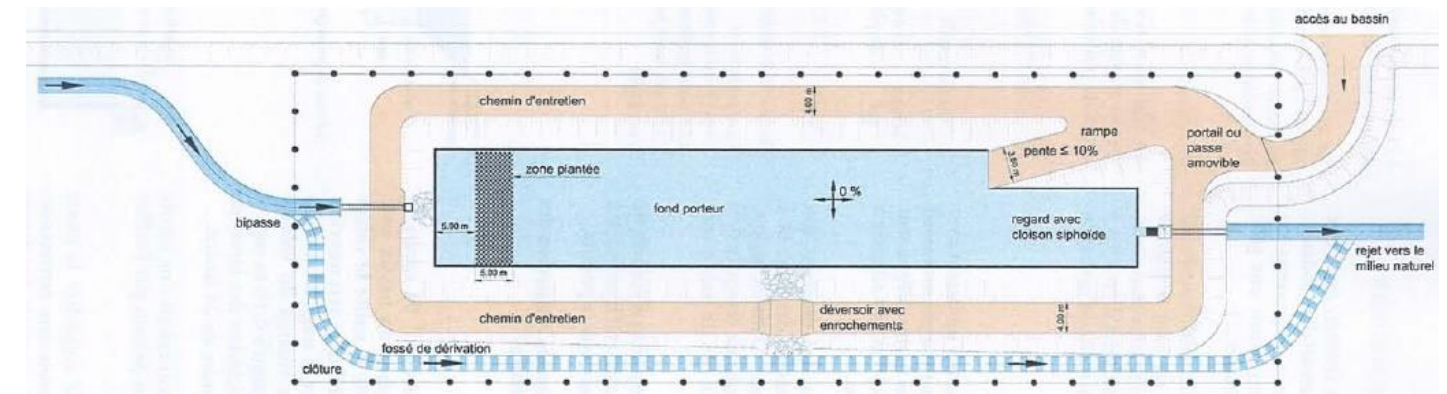 accès au bassin
chemin d'entretien
4.00 m
rampe
pente ≤ 10%
3.50 m
portail ou
passe
amovible
zone plantée
0 %
bipasse
5.00 m
fond porteur
regard avec
cloison siphoïde
rejet vers le
milieu naturel
5.00 m
chemin d'entretien
déversoir avec
enrochements
4.00 m
fossé de dérivation
clôture